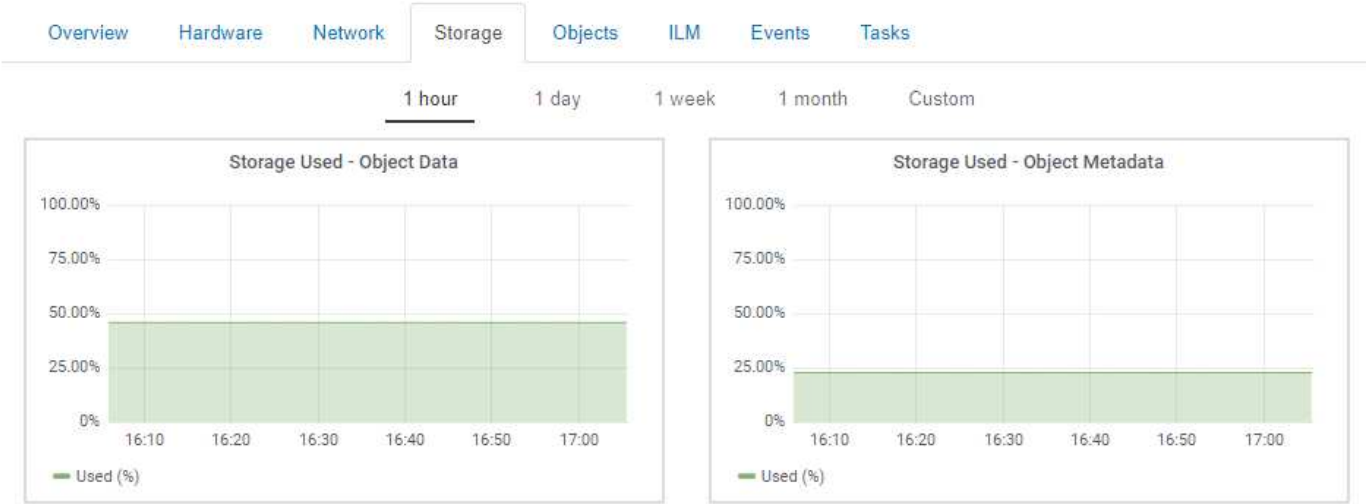 Overview Hardware Network Storage Objects ILM Events Tasks
1 hour 1 day 1 week 1 month Custom
Storage Used - Object Data
100.00%
75.00%
50.00%
25.00%
0%
16:10 16:20 16:30 16:40 16:50 17:00
Used (%)
Storage Used - Object Metadata
100.00%
75.00%
50.00%
25.00%
0%
16:10 16:20 16:30 16:40 16:50 17:00
Used (%)